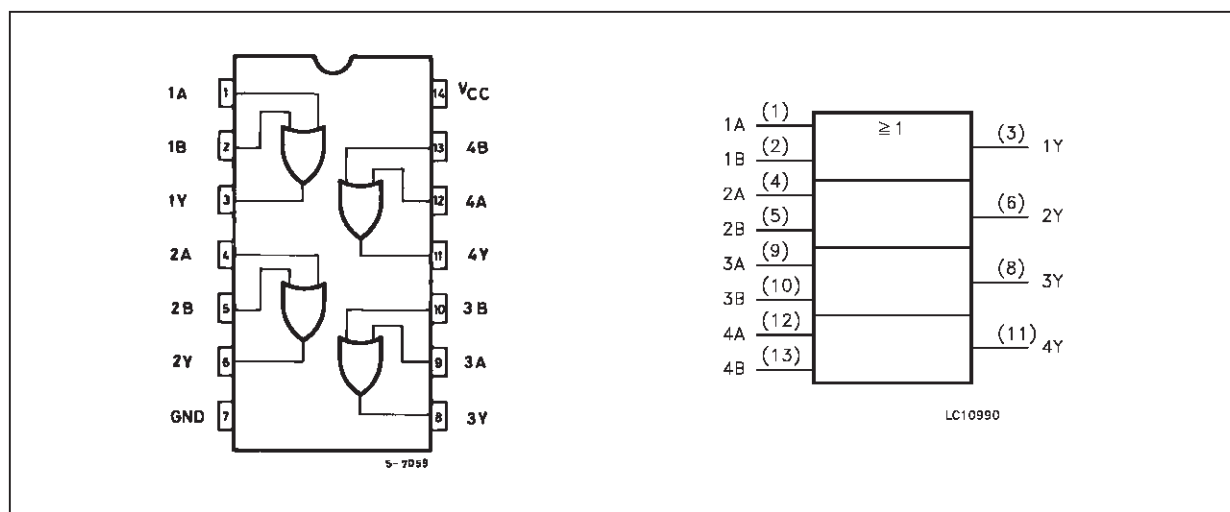 1A 1 14 VCC
1B 2 13 4B
1Y 3 12 4A
2A 4 11 4Y
2B 5 10 3B
2Y 6 9 3A
GND 7 8 3Y
5-7059
1A (1) ≧1
1B (2) (3) 1Y
2A (4)
2B (5) (6) 2Y
3A (9)
3B (10) (8) 3Y
4A (12)
4B (13) (11) 4Y
LC10990